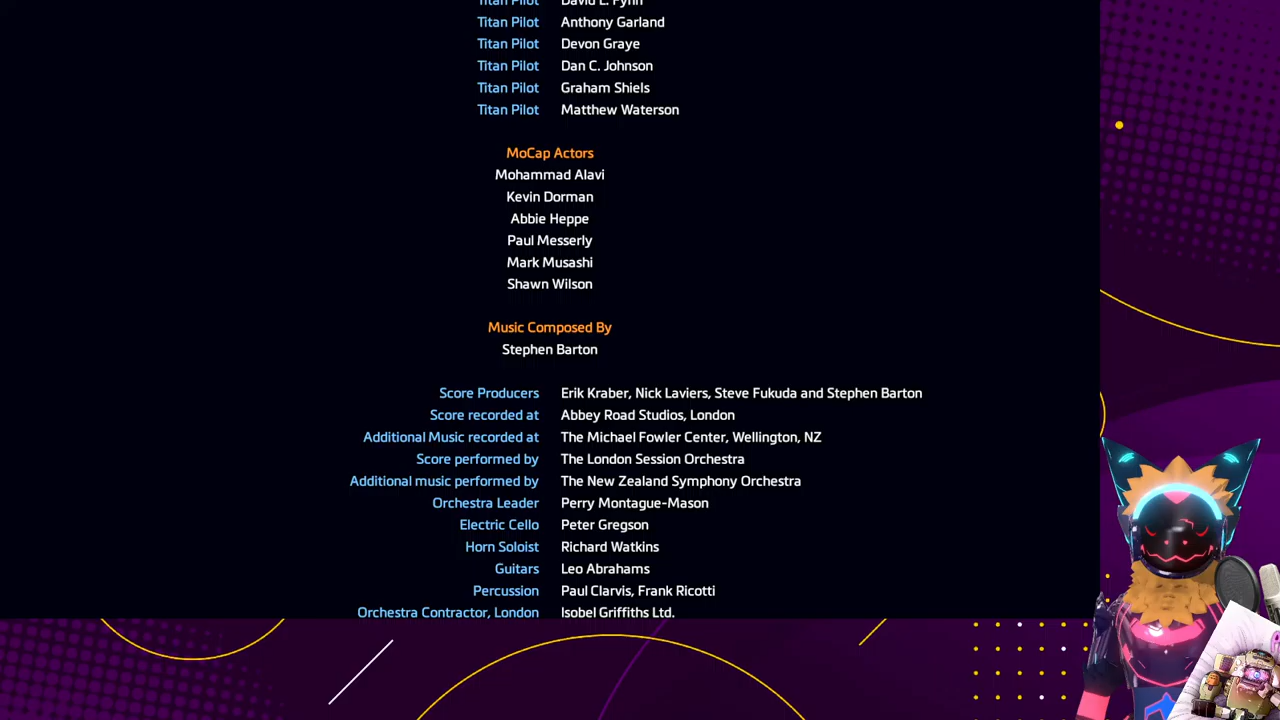 Titan Pilot David L. Fynn
Titan Pilot Anthony Garland
Titan Pilot Devon Graye
Titan Pilot Dan C. Johnson
Titan Pilot Graham Shiels
Titan Pilot Matthew Waterson
MoCap Actors
Mohammad Alavi
Kevin Dorman
Abbie Heppe
Paul Messerly
Mark Musashi
Shawn Wilson
Music Composed By
Stephen Barton
Score Producers Erik Kraber, Nick Laviers, Steve Fukuda and Stephen Barton
Score recorded at Abbey Road Studios, London
Additional Music recorded at The Michael Fowler Center, Wellington, NZ
Score performed by The London Session Orchestra
Additional music performed by The New Zealand Symphony Orchestra
Orchestra Leader Perry Montague-Mason
Electric Cello Peter Gregson
Horn Soloist Richard Watkins
Guitars Leo Abrahams
Percussion Paul Clarvis, Frank Ricotti
Orchestra Contractor, London Isobel Griffiths Ltd.